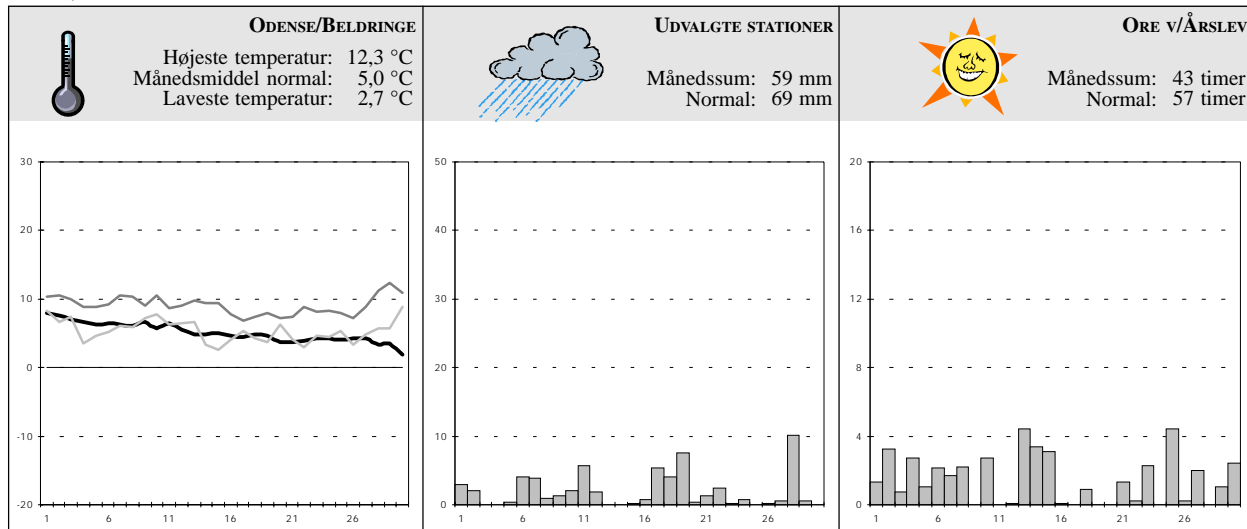 ODENSE/BELDRINGE
Højeste temperatur: 12,3 °C
Månedsmiddel normal: 5,0 °C
Laveste temperatur: 2,7 °C
30
20
10
0
-10
-20
1 6 11 16 21 26
UDVALGTE STATIONER
Månedssum: 59 mm
Normal: 69 mm
50
40
30
20
10
0
1 6 11 16 21 26
ORE V/ÅRSLEV
Månedssum: 43 timer
Normal: 57 timer
20
16
12
8
4
0
1 6 11 16 21 26